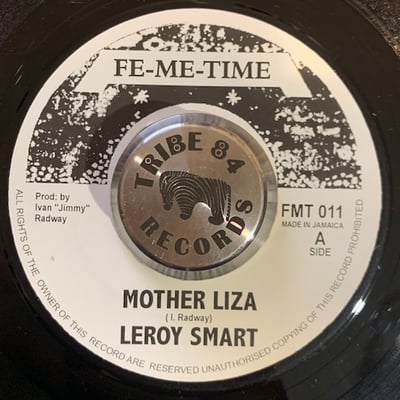 FE-ME-TIME
TRIBE 84
RECORDS
Prod: by
Ivan "Jimmy"
Radway
FMT 011
MADE IN JAMAICA
A
SIDE
MOTHER LIZA
( I. Radway)
LEROY SMART
ALL RIGHTS OF THE OWNER OF THIS RECORD ARE RESERVED UNAUTHORISED COPYING OF THIS RECORD PROHIBITED